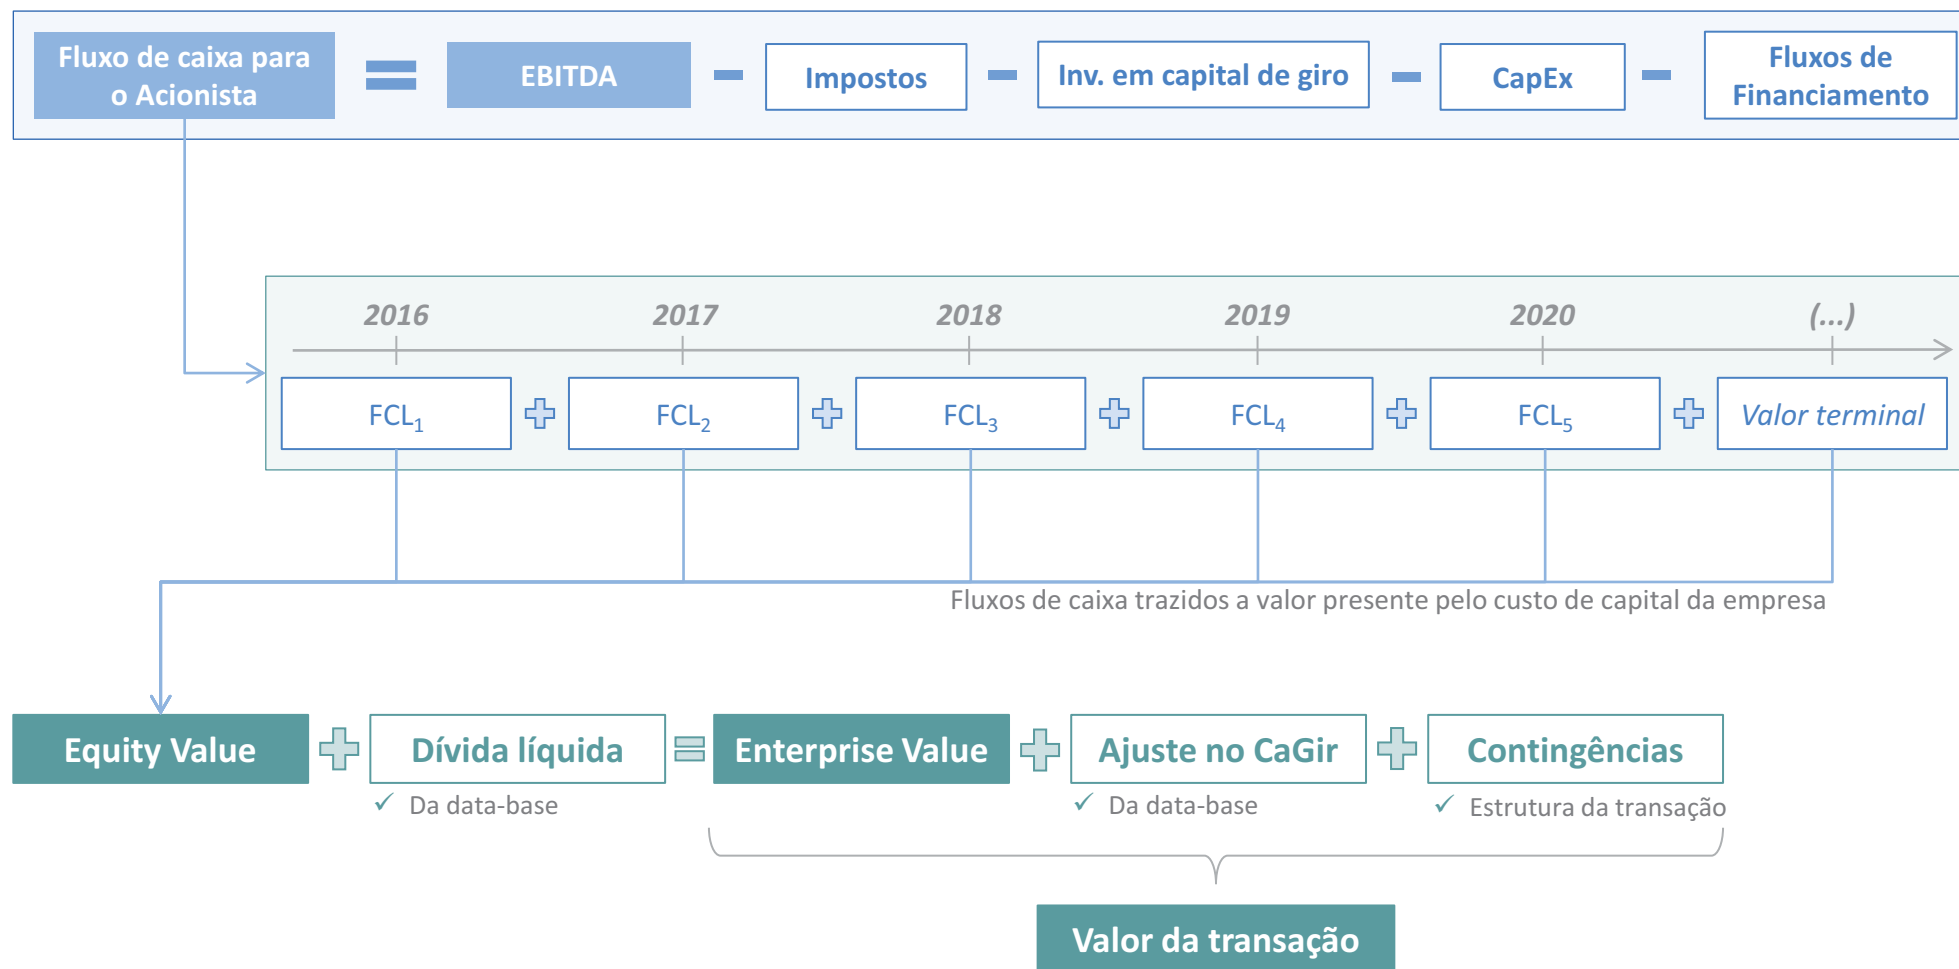 Fluxo de caixa para
o Acionista
EBITDA
Impostos
Inv. em capital de giro
CapEx
Fluxos de
Financiamento
2016
2017
2018
2019
2020
(...)
FCL1
FCL2
FCL3
FCL4
FCL5
Valor terminal
Fluxos de caixa trazidos a valor presente pelo custo de capital da empresa
Equity Value
Dívida líquida
Enterprise Value
Ajuste no CaGir
Contingências
✓ Da data-base
✓ Da data-base
✓ Estrutura da transação
Valor da transação